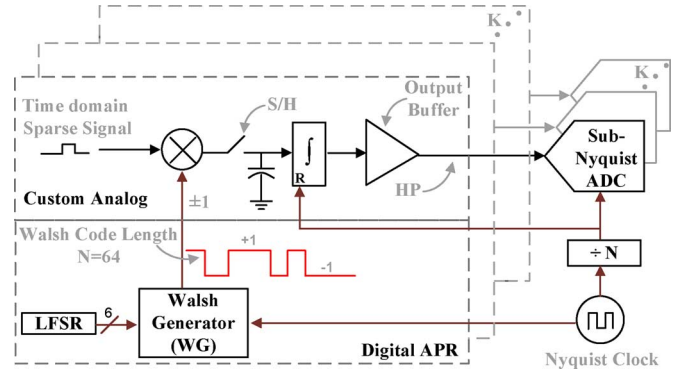 K
K
Time domain
Sparse Signal
S/H
Output
Buffer
∫
R
HP
Sub-
Nyquist
ADC
Custom Analog
±1
Walsh Code Length
N=64
+1
-1
÷ N
LFSR
6
Walsh
Generator
(WG)
Digital APR
Nyquist Clock